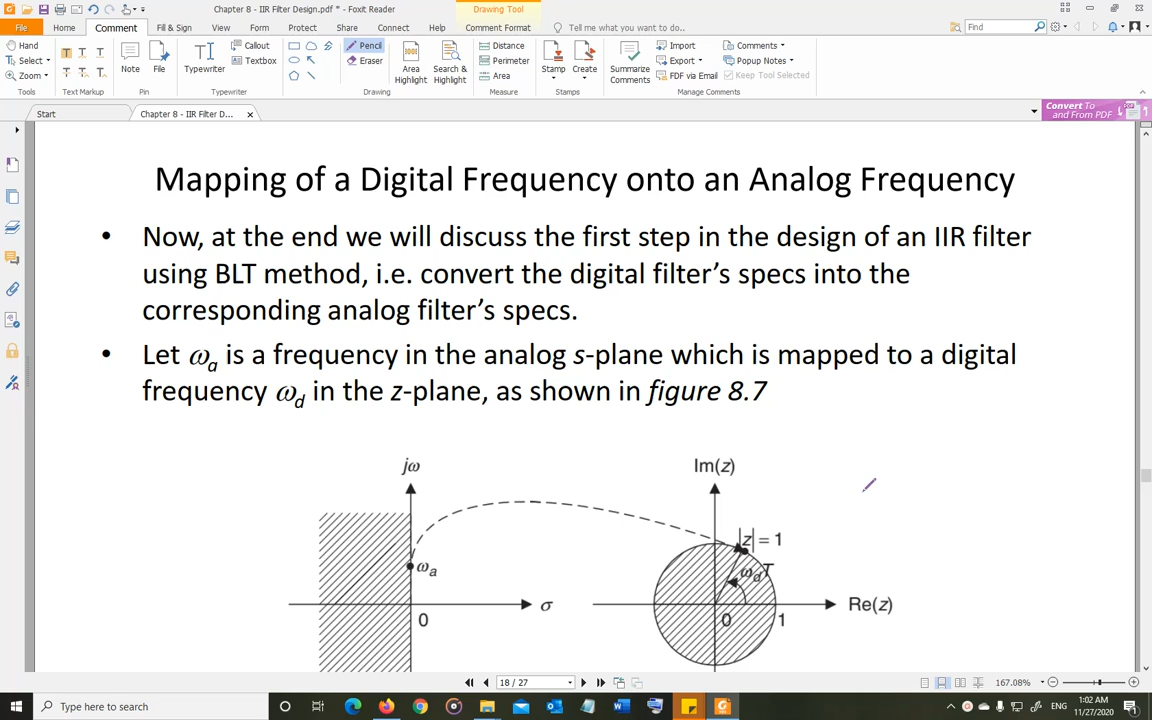 Chapter 8 - IIR Filter Design.pdf * - Foxit Reader
Drawing Tool
File Home Comment Fill & Sign View Form Protect Share Connect Help Comment Format Tell me what you want to do... Find
Hand
Select
Zoom
Tools
Text Markup
Note
File
Pin
Typewriter
Callout
Textbox
Typewriter
Pencil
Eraser
Area Highlight
Search & Highlight
Drawing
Distance
Perimeter
Area
Measure
Stamp
Create
Stamps
Summarize Comments
Import
Export
FDF via Email
Comments
Popup Notes
Keep Tool Selected
Manage Comments
Start
Chapter 8 - IIR Filter D...
Convert To
and From PDF
Mapping of a Digital Frequency onto an Analog Frequency
• Now, at the end we will discuss the first step in the design of an IIR filter
using BLT method, i.e. convert the digital filter's specs into the
corresponding analog filter's specs.
• Let ωa is a frequency in the analog s-plane which is mapped to a digital
frequency ωd in the z-plane, as shown in figure 8.7
jω
Im(z)
|z| = 1
ωa
ωdT
σ
Re(z)
0
0
1
18 / 27
167.08%
Type here to search
ENG
1:02 AM
11/27/2020